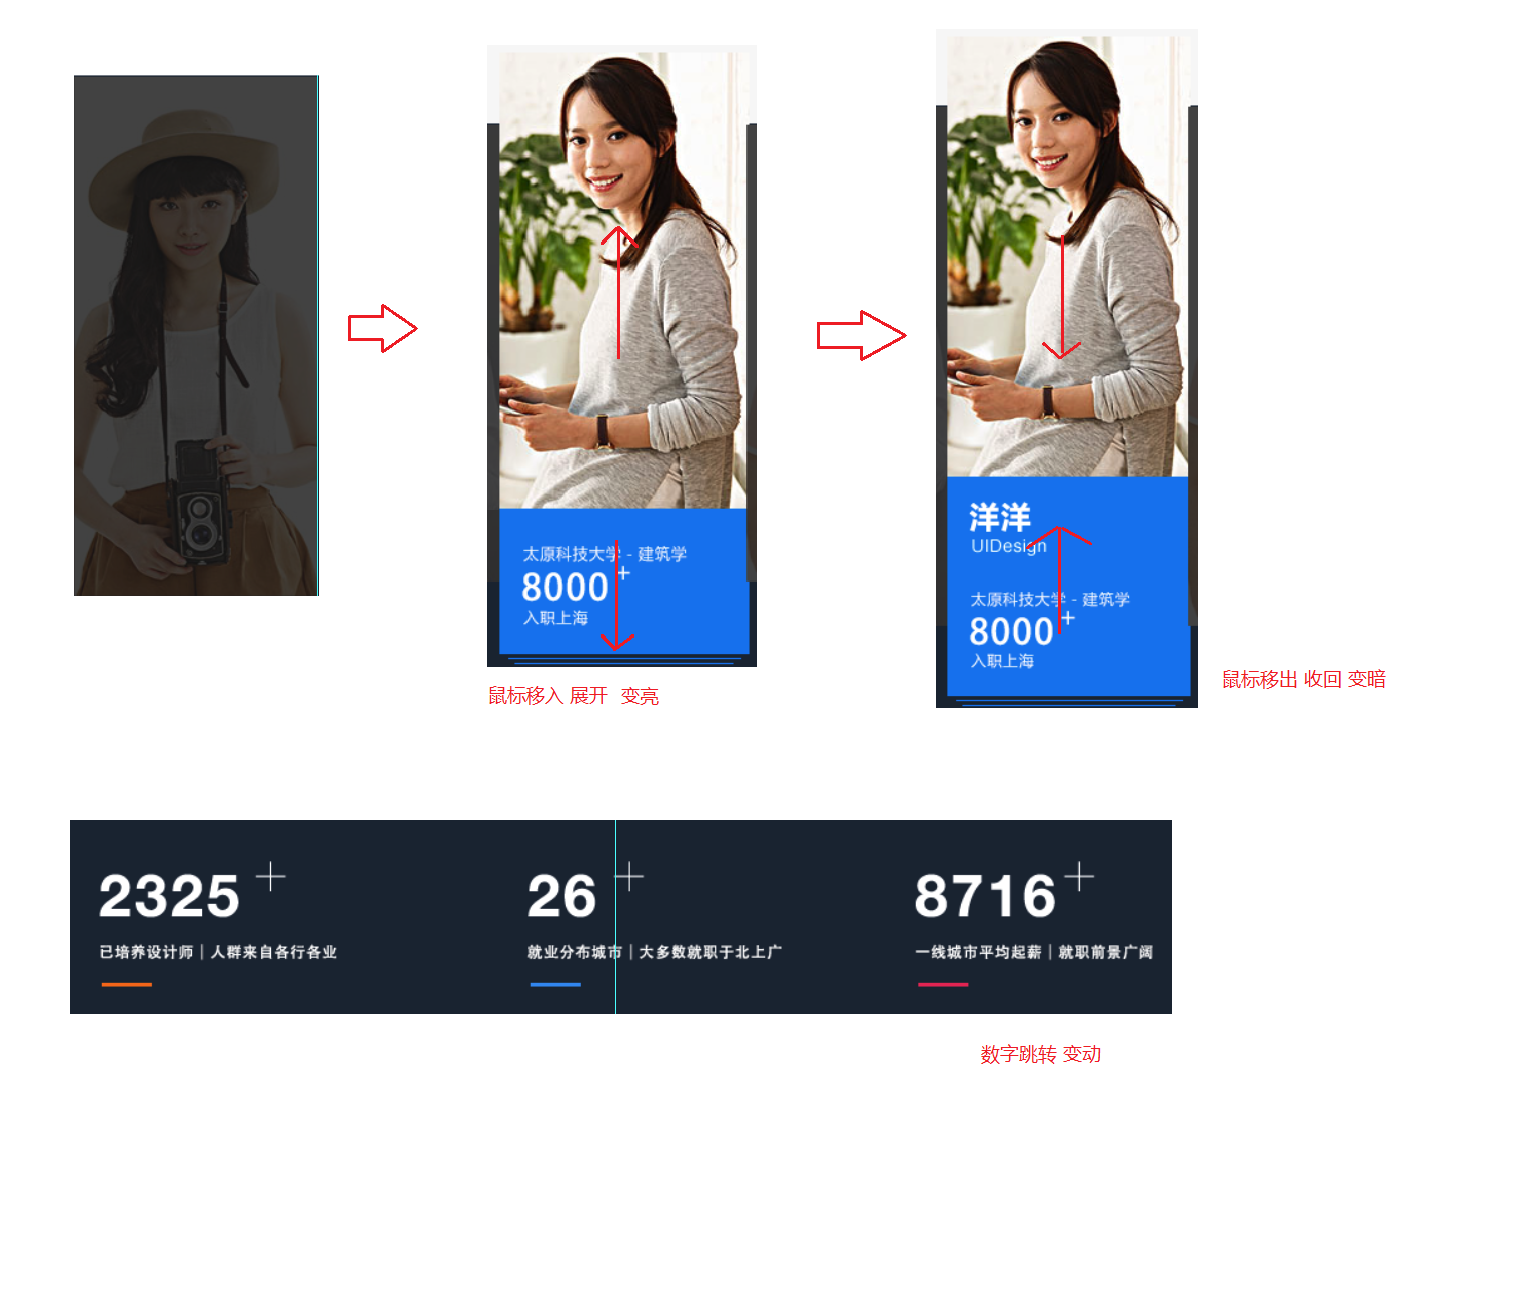 太原科技大学 - 建筑学
8000+
入职上海
鼠标移入 展开 变亮
洋洋
UIDesign
太原科技大学 - 建筑学
8000+
入职上海
鼠标移出 收回 变暗
2325+
已培养设计师｜人群来自各行各业
26+
就业分布城市｜大多数就职于北上广
8716+
一线城市平均起薪｜就职前景广阔
数字跳转 变动